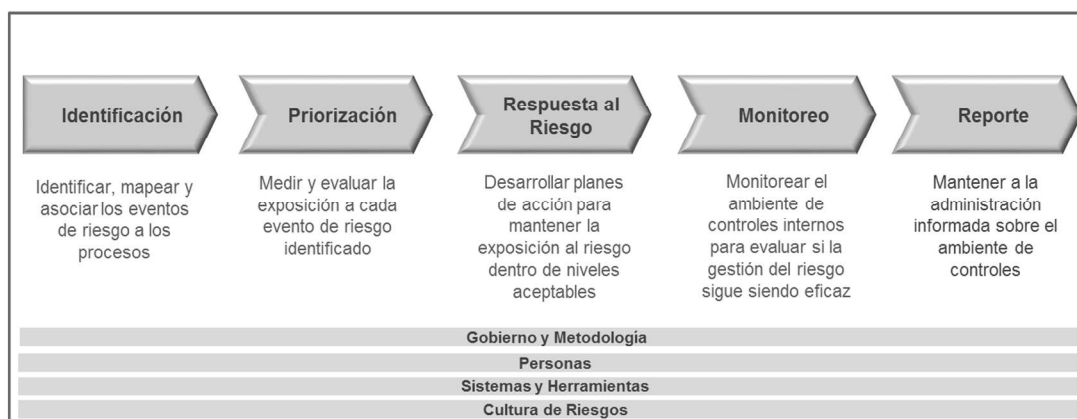 Identificación
Priorización
Respuesta al
Riesgo
Monitoreo
Reporte
Identificar, mapear y
asociar los eventos
de riesgo a los
procesos
Medir y evaluar la
exposición a cada
evento de riesgo
identificado
Desarrollar planes
de acción para
mantener la
exposición al riesgo
dentro de niveles
aceptables
Monitorear el
ambiente de
controles internos
para evaluar si la
gestión del riesgo
sigue siendo eficaz
Mantener a la
administración
informada sobre el
ambiente de
controles
Gobierno y Metodología
Personas
Sistemas y Herramientas
Cultura de Riesgos